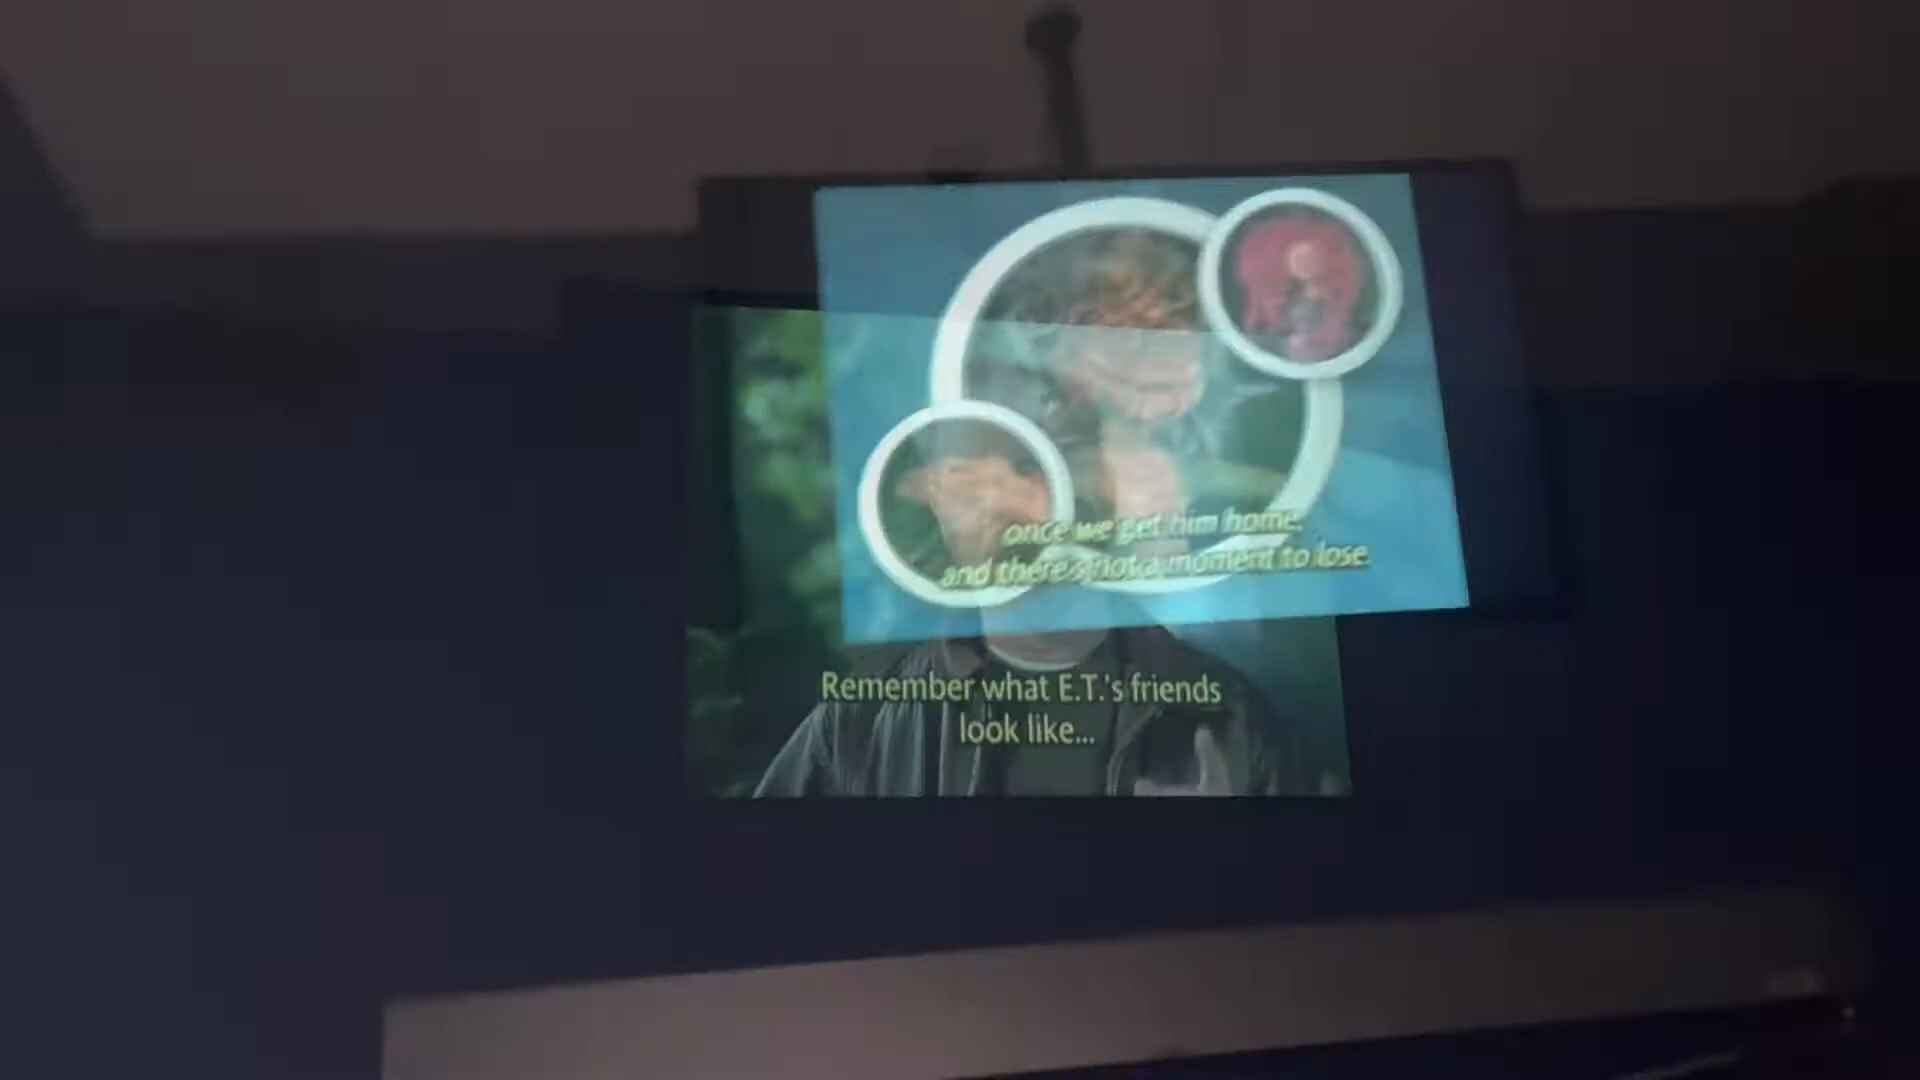 once we get him home,
and there's not a moment to lose.
Remember what E.T.'s friends
look like...